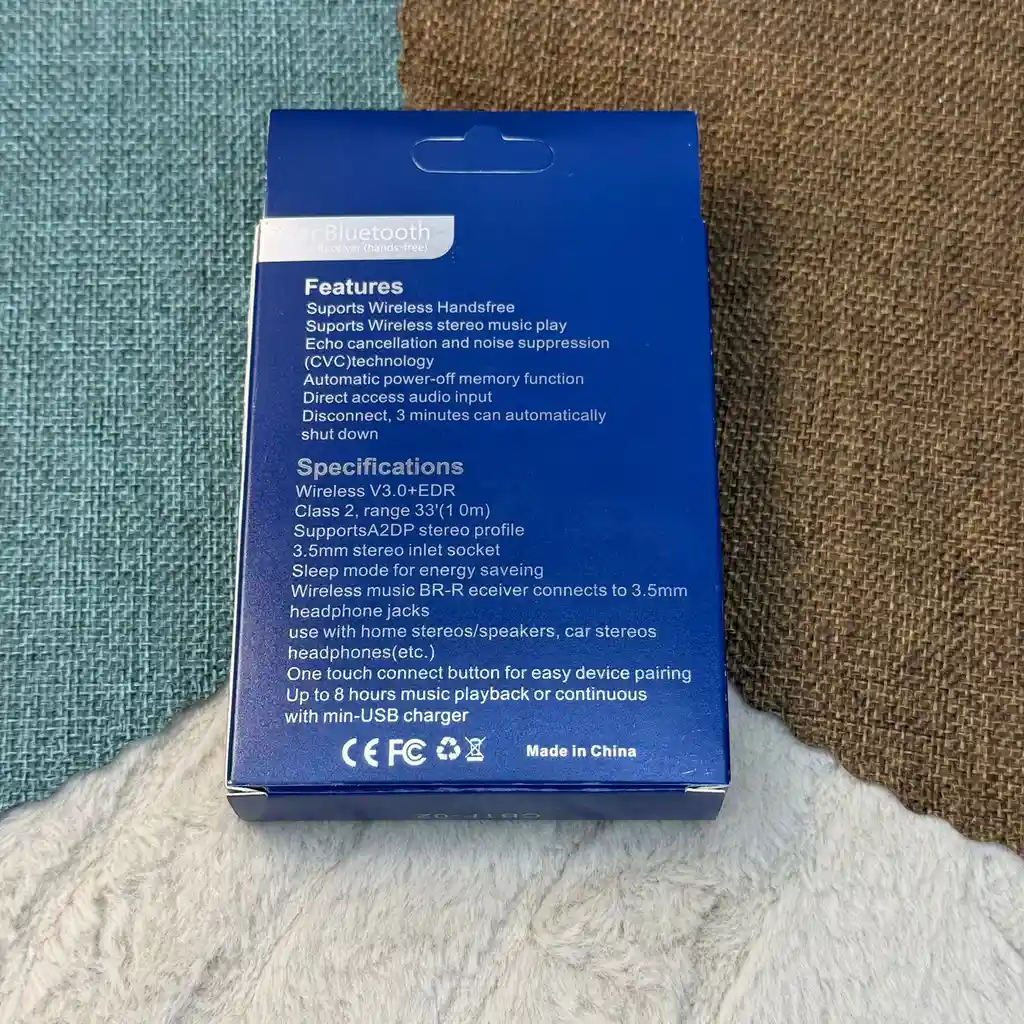 Bluetooth
Receiver (hands-free)
Features
Suports Wireless Handsfree
Suports Wireless stereo music play
Echo cancellation and noise suppression
(CVC)technology
Automatic power-off memory function
Direct access audio input
Disconnect, 3 minutes can automatically
shut down
Specifications
Wireless V3.0+EDR
Class 2, range 33'(1 0m)
SupportsA2DP stereo profile
3.5mm stereo inlet socket
Sleep mode for energy saveing
Wireless music BR-R eceiver connects to 3.5mm
headphone jacks
use with home stereos/speakers, car stereos
headphones(etc.)
One touch connect button for easy device pairing
Up to 8 hours music playback or continuous
with min-USB charger
CE FC Made in China